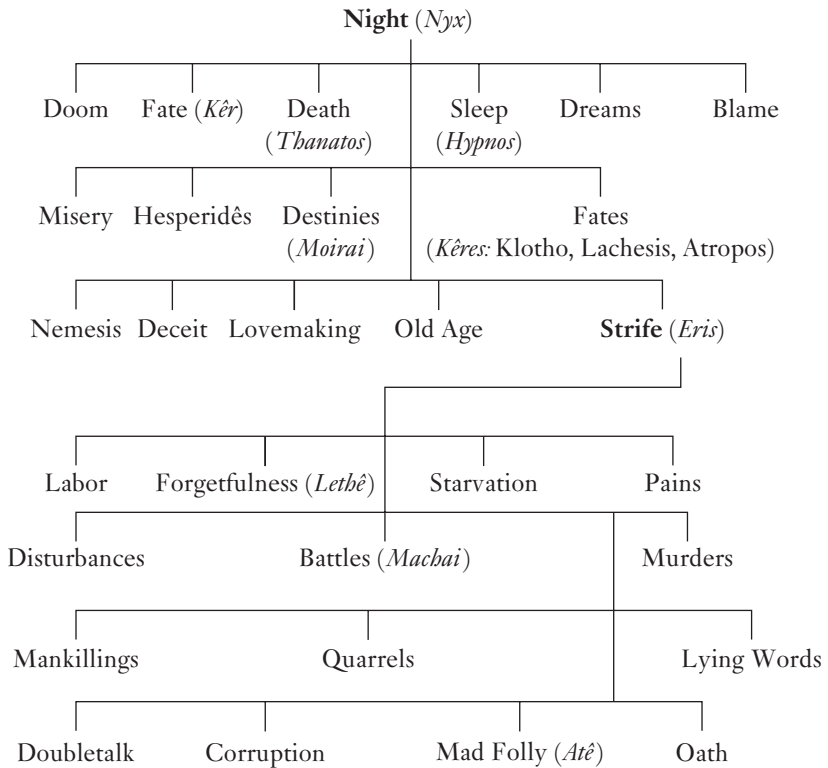 Night (Nyx)
Doom Fate (Kêr) Death Sleep Dreams Blame
(Thanatos) (Hypnos)
Misery Hesperidês Destinies Fates
(Moirai) (Kêres: Klotho, Lachesis, Atropos)
Nemesis Deceit Lovemaking Old Age Strife (Eris)
Labor Forgetfulness (Lethê) Starvation Pains
Disturbances Battles (Machai) Murders
Mankillings Quarrels Lying Words
Doubletalk Corruption Mad Folly (Atê) Oath